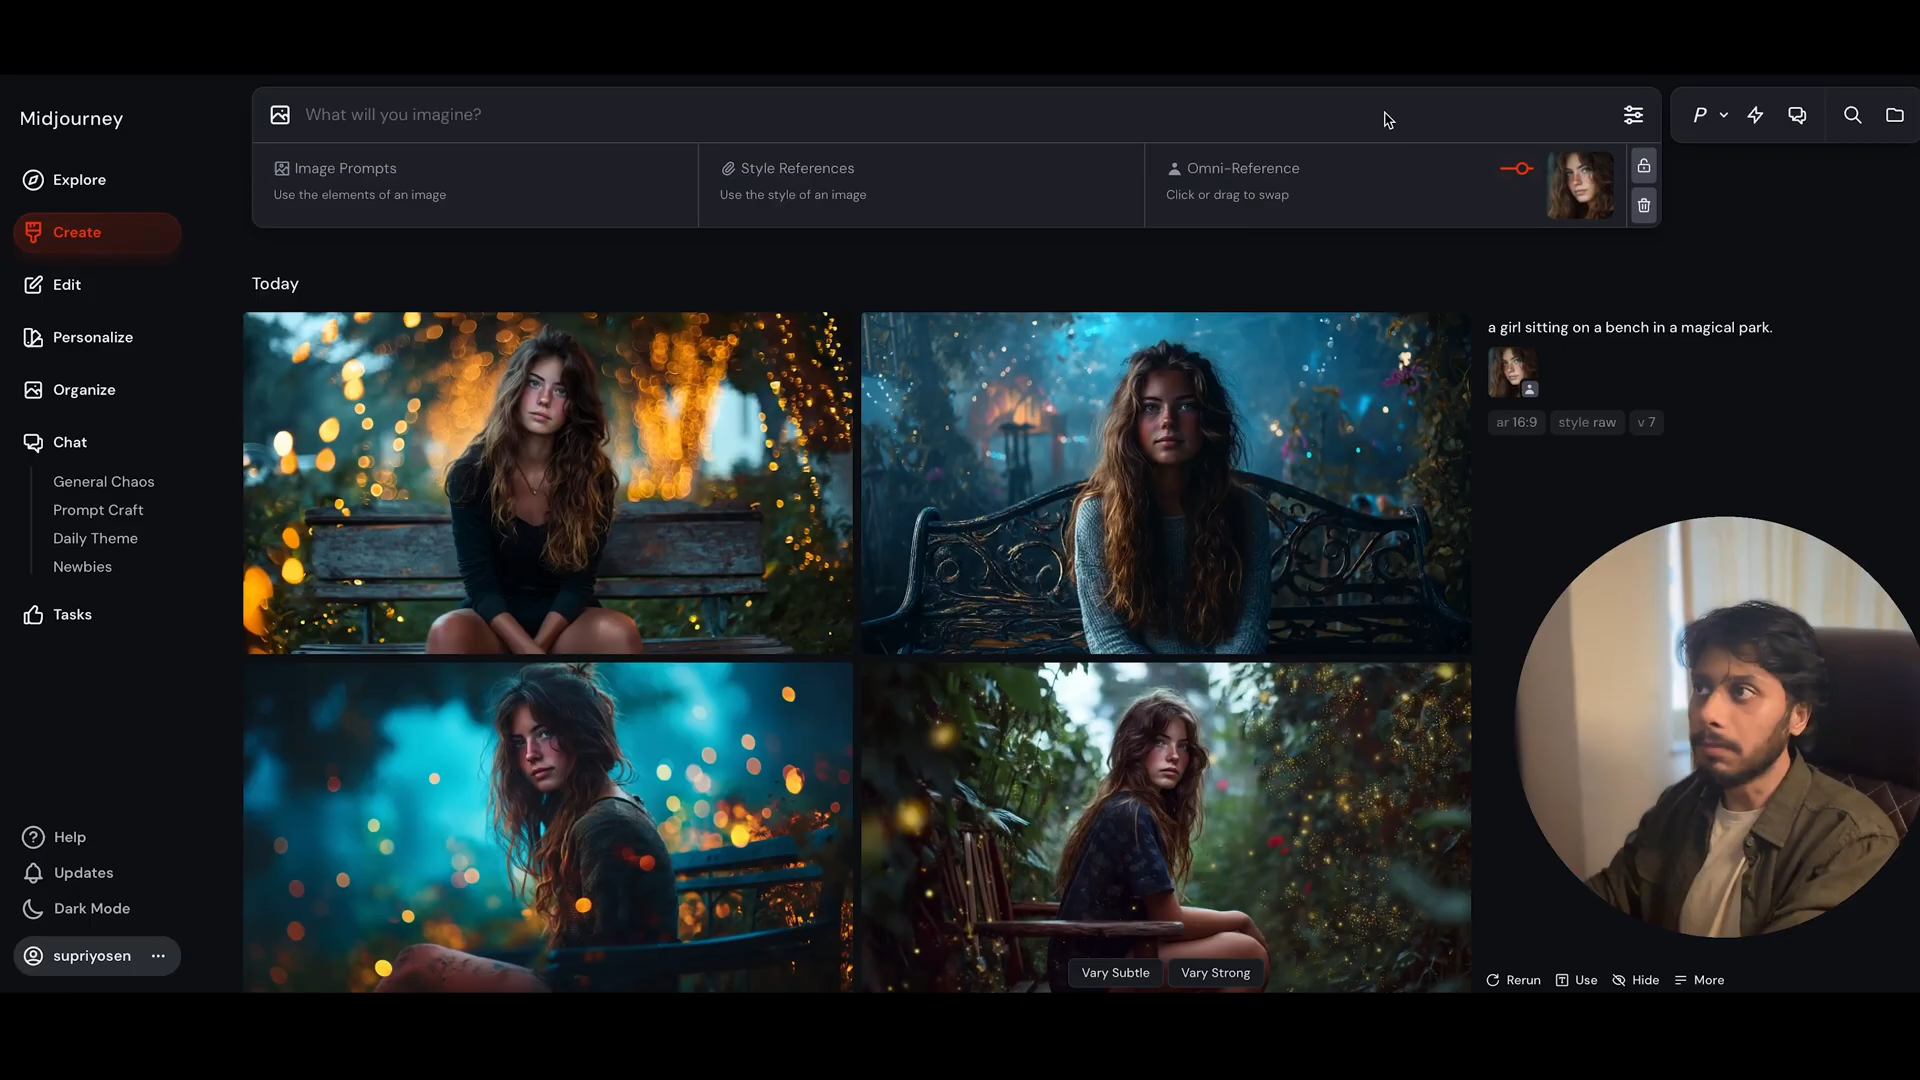 Midjourney
Explore
Create
Edit
Personalize
Organize
Chat
General Chaos
Prompt Craft
Daily Theme
Newbies
Tasks
Help
Updates
Dark Mode
supriyosen
What will you imagine?
P
Image Prompts
Use the elements of an image
Style References
Use the style of an image
Omni-Reference
Click or drag to swap
Today
a girl sitting on a bench in a magical park.
ar 16:9 style raw v 7
Vary Subtle Vary Strong
Rerun Use Hide More